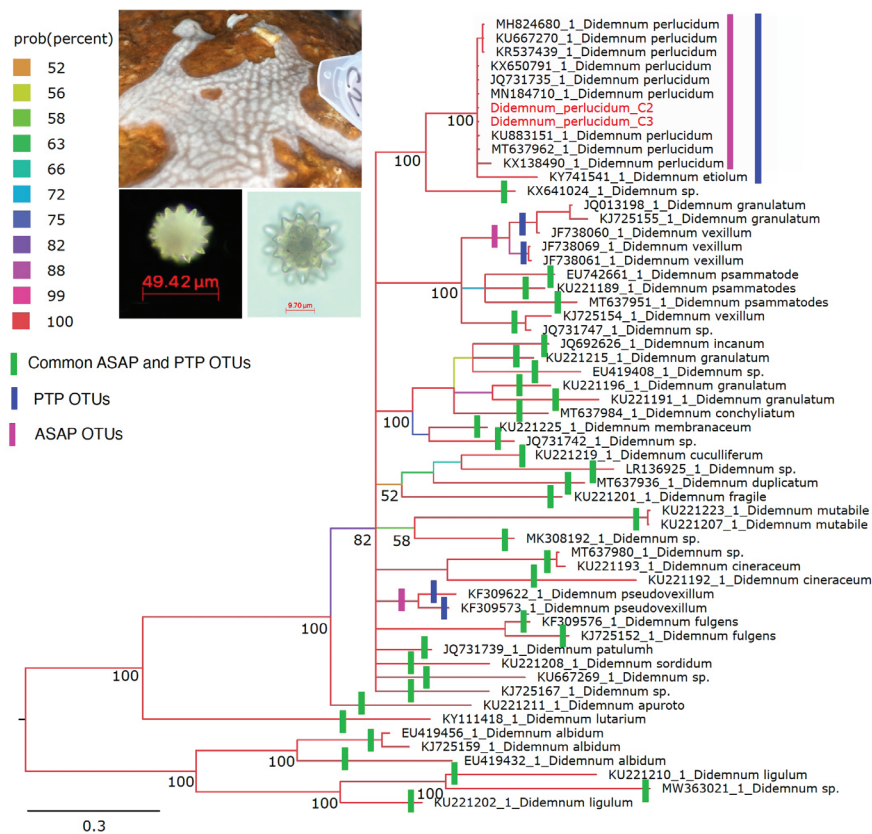 prob(percent)
52
56
58
63
66
72
75
82
88
99
100
Common ASAP and PTP OTUs
PTP OTUs
ASAP OTUs
49.42 µm
9.70 µm
MH824680_1_Didemnum perlucidum
KU667270_1_Didemnum perlucidum
KR537439_1_Didemnum perlucidum
KX650791_1_Didemnum perlucidum
JQ731735_1_Didemnum perlucidum
MN184710_1_Didemnum perlucidum
Didemnum_perlucidum_C2
Didemnum_perlucidum_C3
KU883151_1_Didemnum perlucidum
MT637962_1_Didemnum perlucidum
KX138490_1_Didemnum perlucidum
KY741541_1_Didemnum etiolum
KX641024_1_Didemnum sp.
JQ013198_1_Didemnum granulatum
KJ725155_1_Didemnum granulatum
JF738060_1_Didemnum vexillum
JF738069_1_Didemnum vexillum
JF738061_1_Didemnum vexillum
EU742661_1_Didemnum psammatode
KU221189_1_Didemnum psammatodes
MT637951_1_Didemnum psammatodes
KJ725154_1_Didemnum vexillum
JQ731747_1_Didemnum sp.
JQ692626_1_Didemnum incanum
KU221215_1_Didemnum granulatum
EU419408_1_Didemnum sp.
KU221196_1_Didemnum granulatum
KU221191_1_Didemnum granulatum
MT637984_1_Didemnum conchyliatum
KU221225_1_Didemnum membranaceum
JQ731742_1_Didemnum sp.
KU221219_1_Didemnum cuculliferum
LR136925_1_Didemnum sp.
MT637936_1_Didemnum duplicatum
KU221201_1_Didemnum fragile
KU221223_1_Didemnum mutabile
KU221207_1_Didemnum mutabile
MK308192_1_Didemnum sp.
MT637980_1_Didemnum sp.
KU221193_1_Didemnum cineraceum
KU221192_1_Didemnum cineraceum
KF309622_1_Didemnum pseudovexillum
KF309573_1_Didemnum pseudovexillum
KF309576_1_Didemnum fulgens
KJ725152_1_Didemnum fulgens
JQ731739_1_Didemnum patulumh
KU221208_1_Didemnum sordidum
KU667269_1_Didemnum sp.
KJ725167_1_Didemnum sp.
KU221211_1_Didemnum apuroto
KY111418_1_Didemnum lutarium
EU419456_1_Didemnum albidum
KJ725159_1_Didemnum albidum
EU419432_1_Didemnum albidum
KU221210_1_Didemnum ligulum
MW363021_1_Didemnum sp.
KU221202_1_Didemnum ligulum
100
100
100
100
52
82
58
100
100
100
100
100
100
0.3